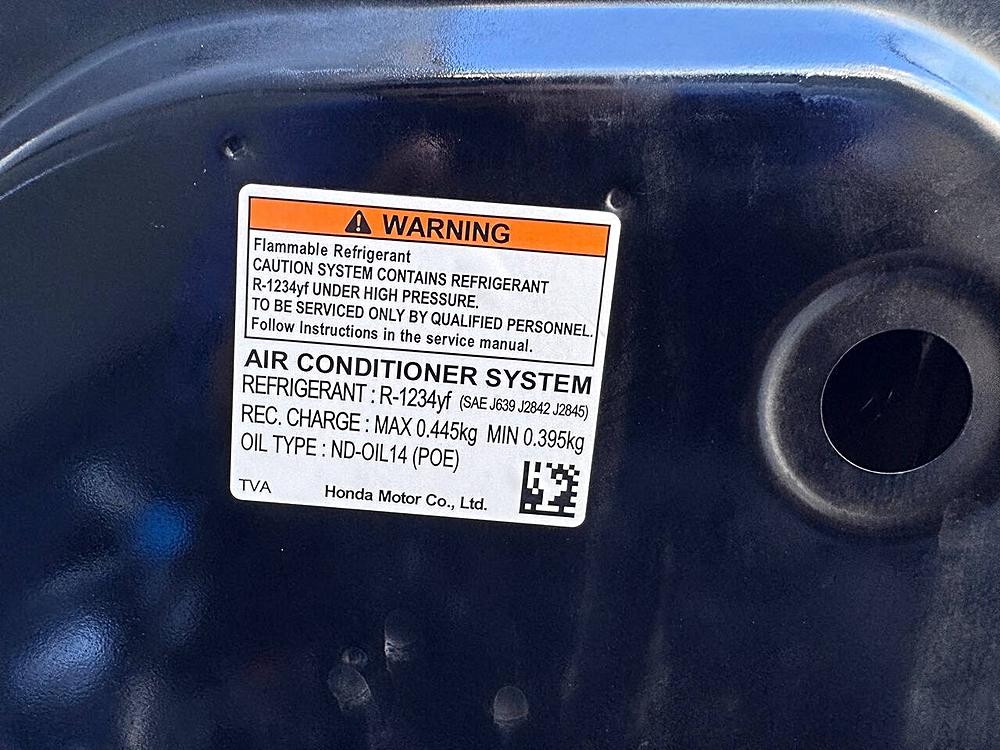 WARNING
Flammable Refrigerant
CAUTION SYSTEM CONTAINS REFRIGERANT
R-1234yf UNDER HIGH PRESSURE.
TO BE SERVICED ONLY BY QUALIFIED PERSONNEL.
Follow Instructions in the service manual.
AIR CONDITIONER SYSTEM
REFRIGERANT : R-1234yf (SAE J639 J2842 J2845)
REC. CHARGE : MAX 0.445kg MIN 0.395kg
OIL TYPE : ND-OIL14 (POE)
TVA Honda Motor Co., Ltd.